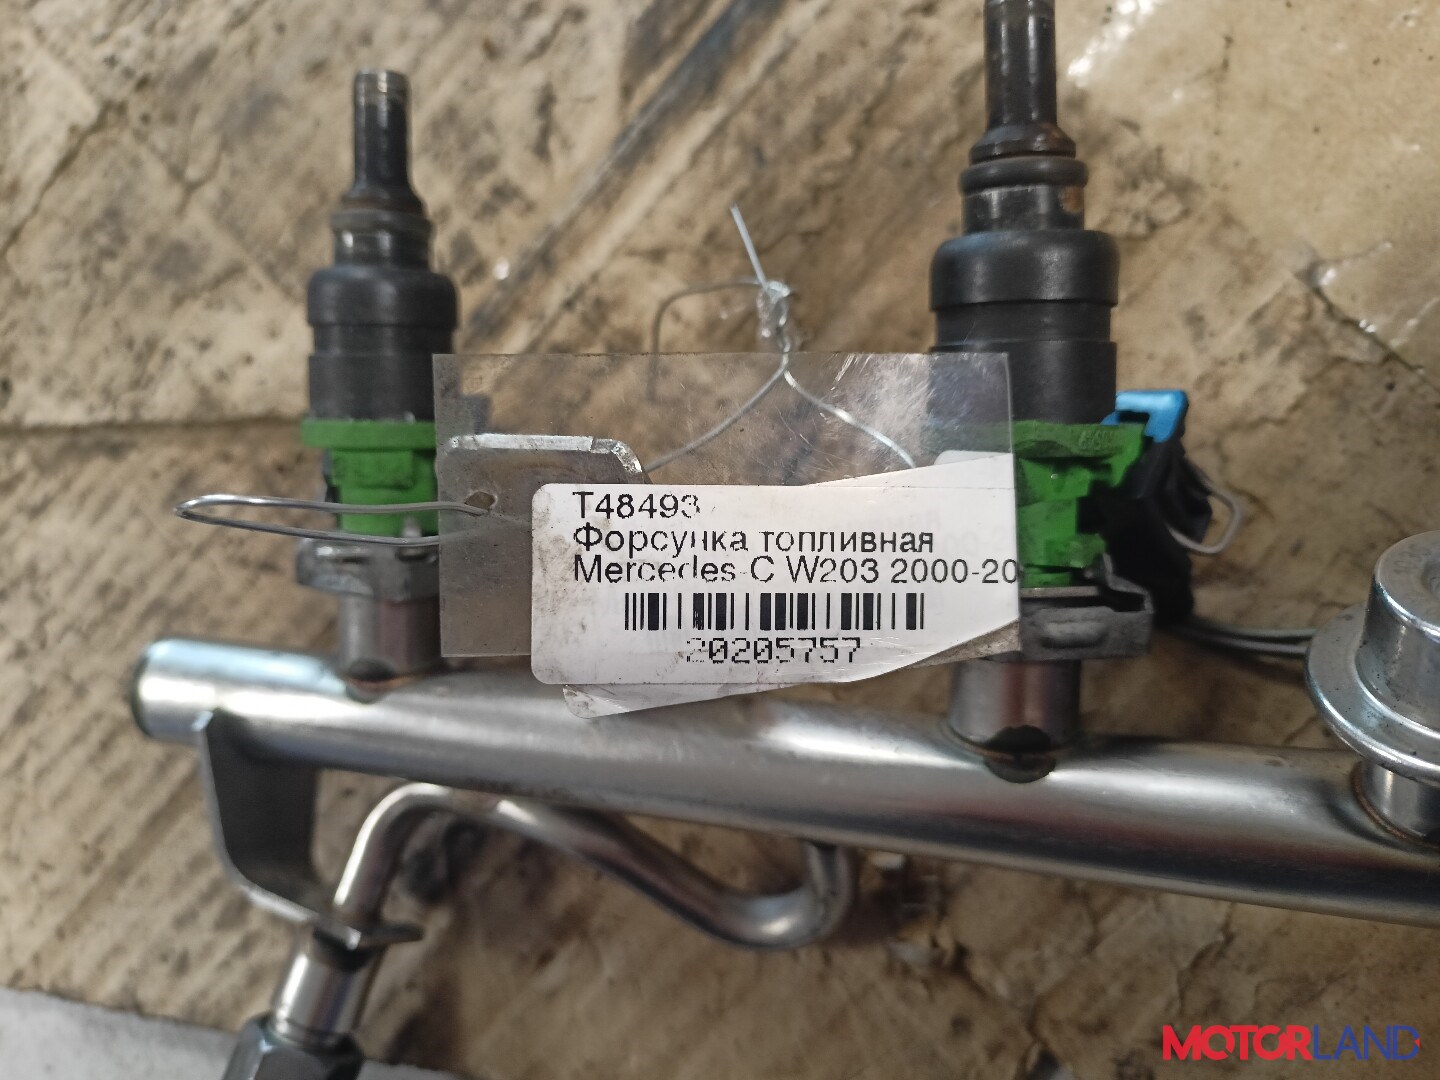 T48493
Форсунка топливная
Mercedes-C W203 2000-20
20205757
MOTORLAND